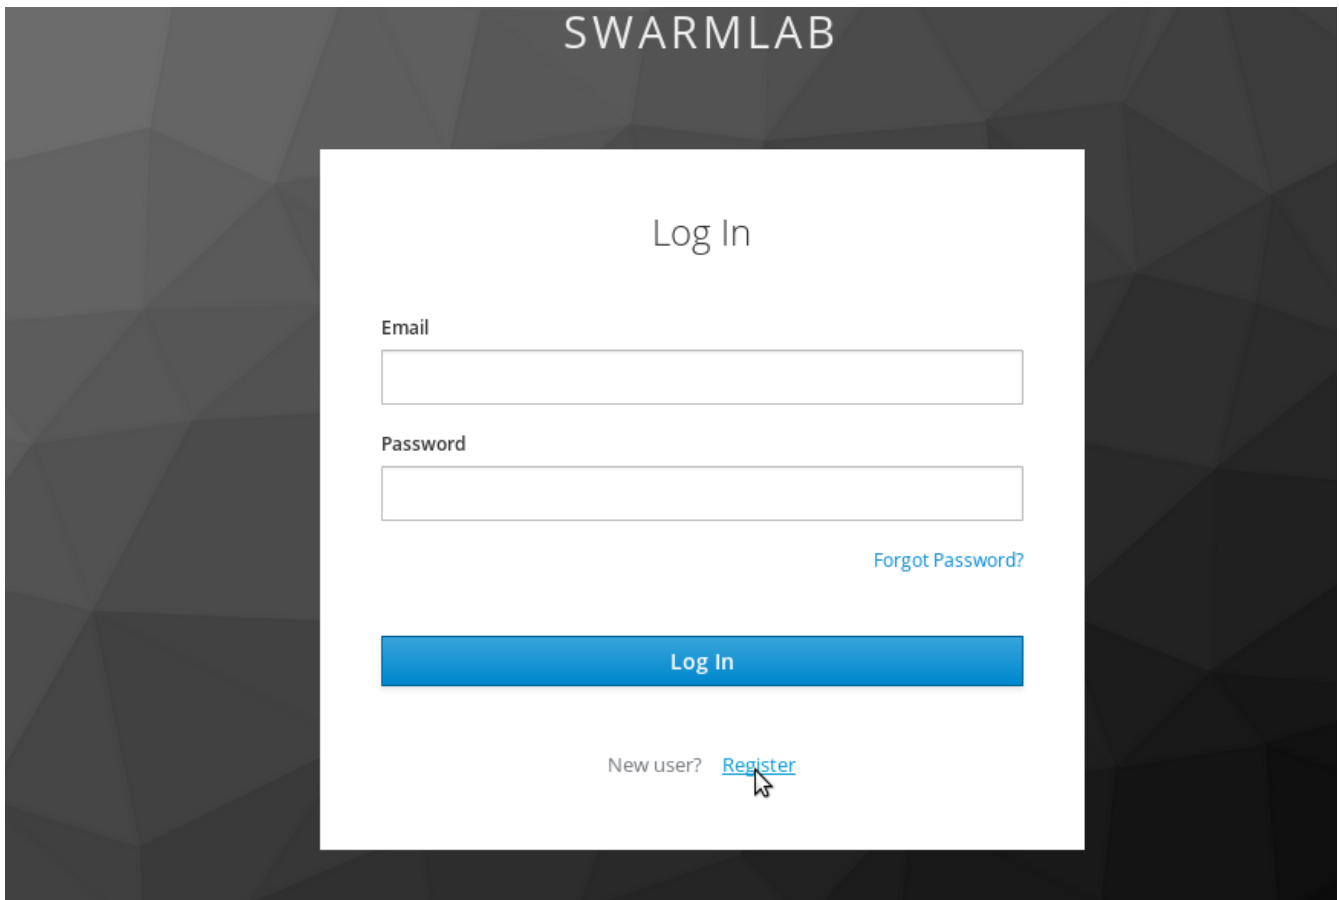 SWARMLAB
Log In
Email
Password
Forgot Password?
Log In
New user? Register